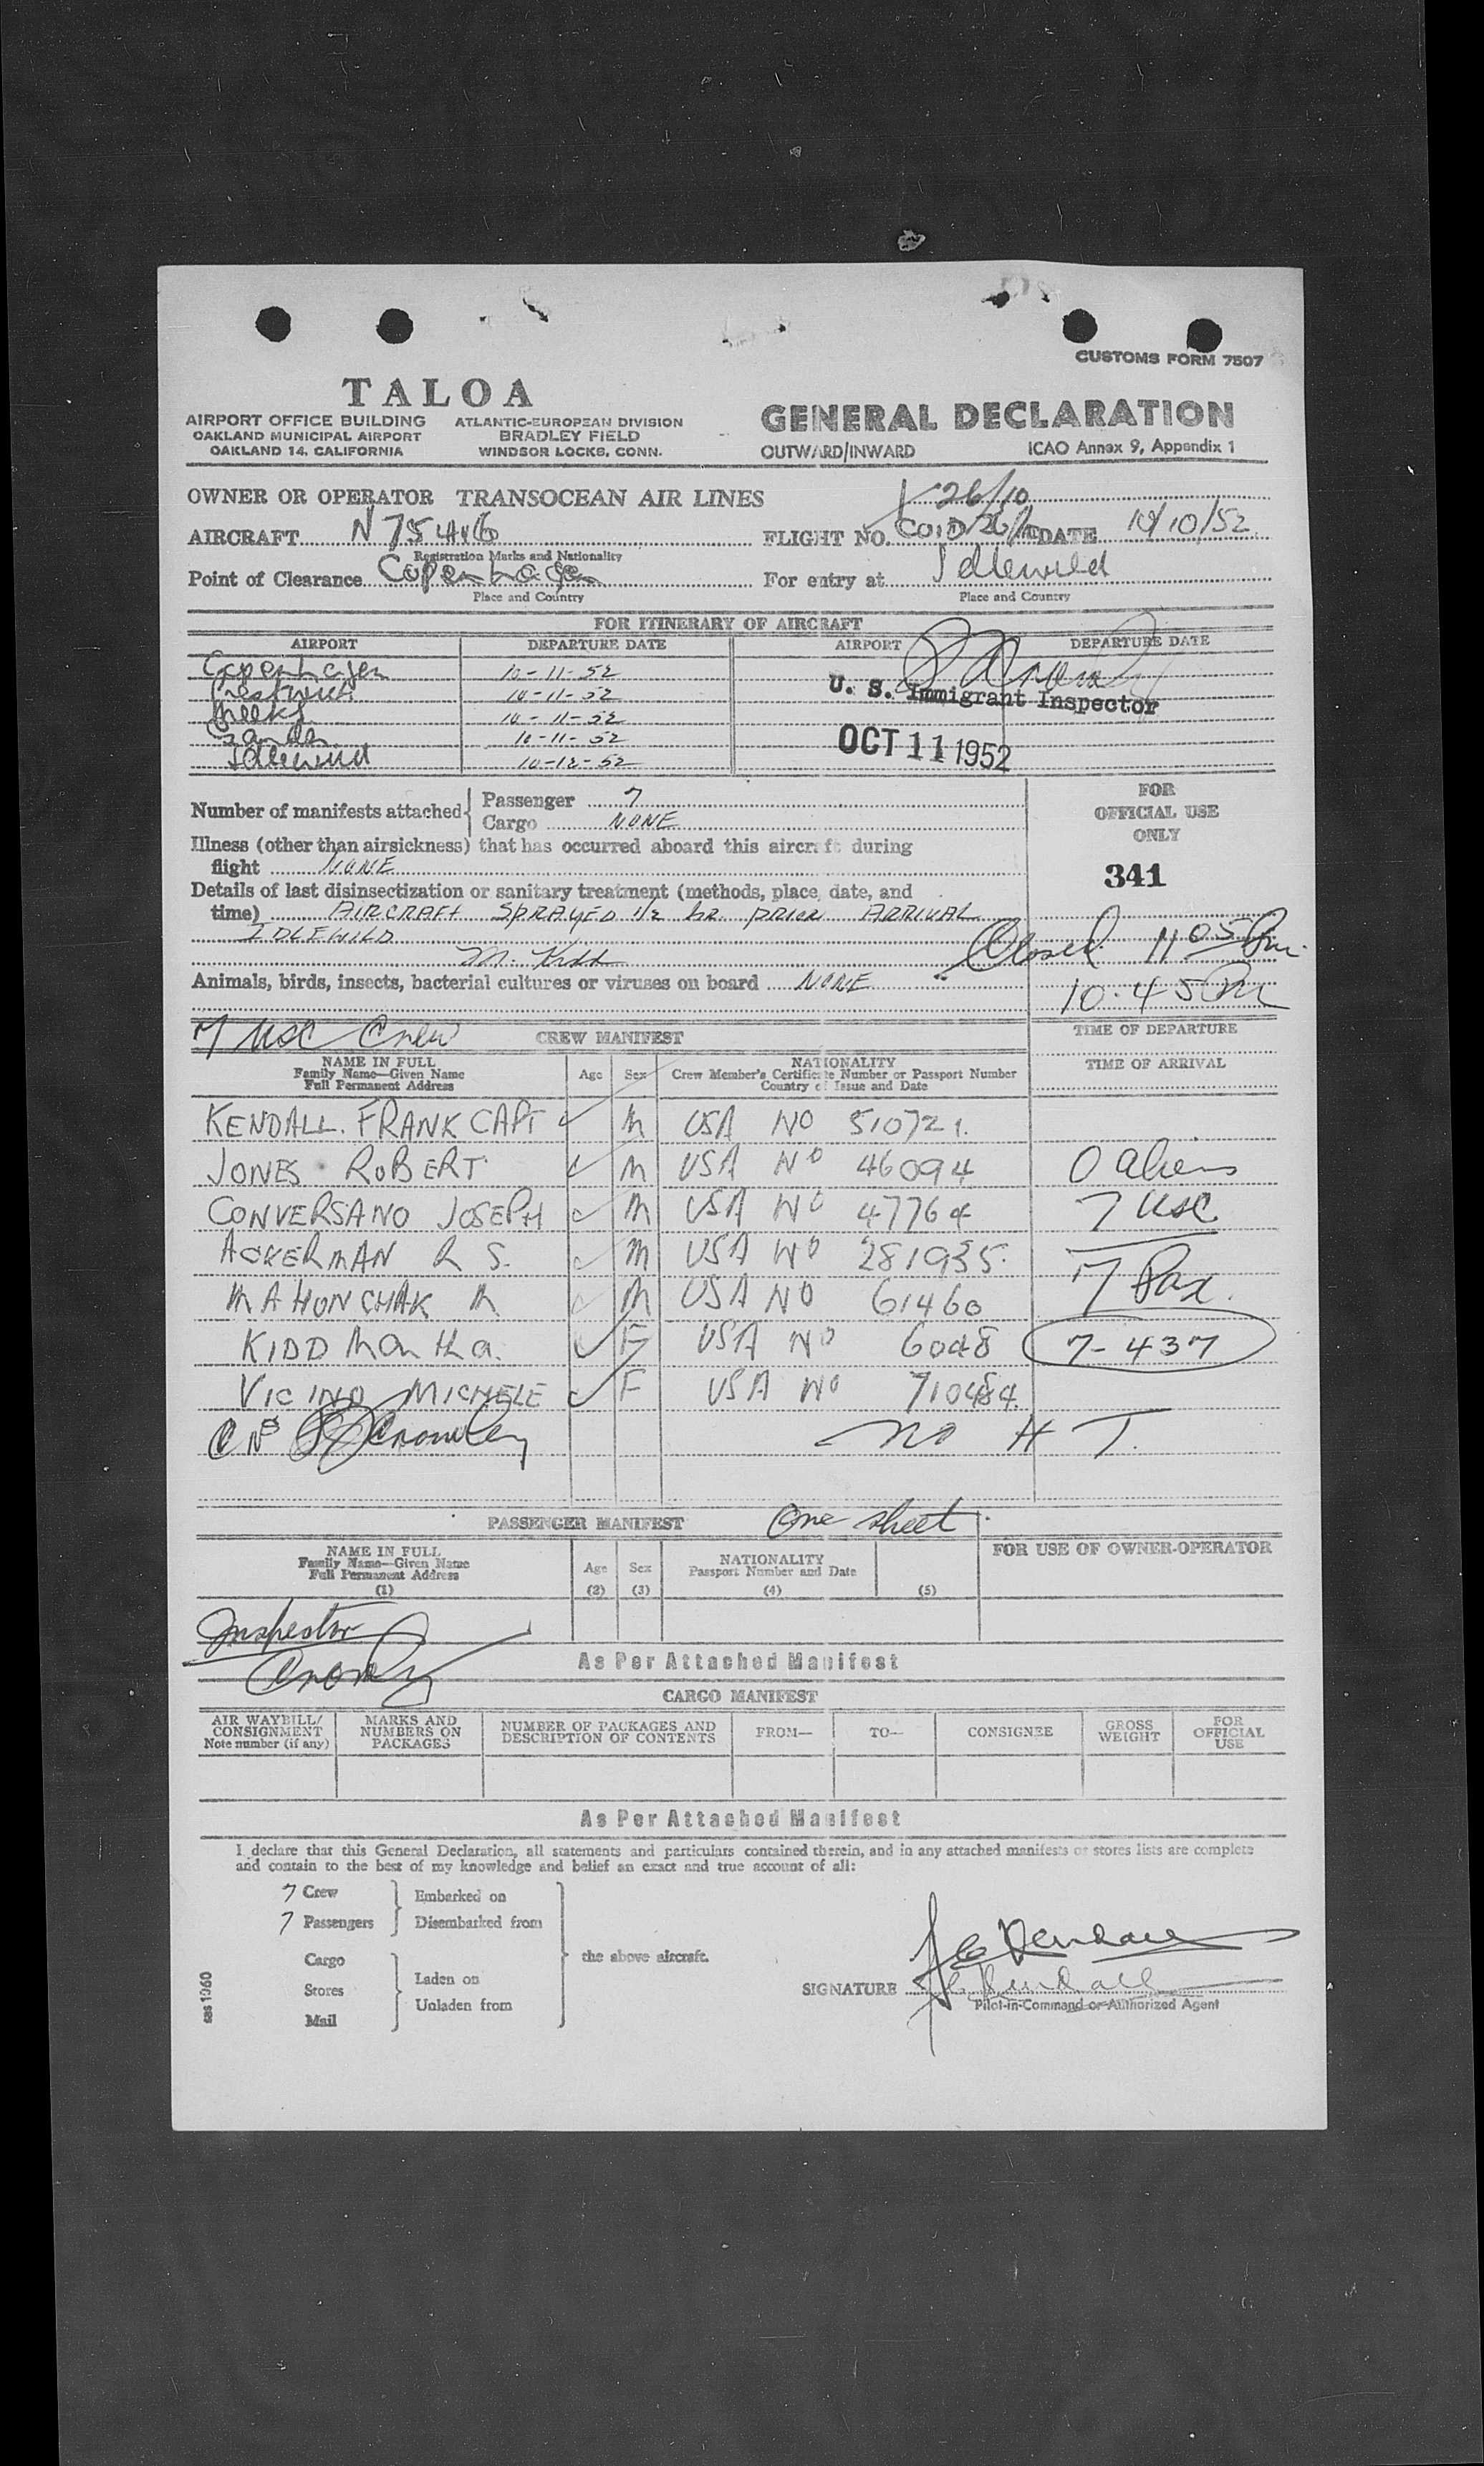 CUSTOMS FORM 7507
TALOA
AIRPORT OFFICE BUILDING
OAKLAND MUNICIPAL AIRPORT
OAKLAND 14, CALIFORNIA
ATLANTIC-EUROPEAN DIVISION
BRADLEY FIELD
WINDSOR LOCKS, CONN.
GENERAL DECLARATION
OUTWARD/INWARD ICAO Annex 9, Appendix 1
OWNER OR OPERATOR TRANSOCEAN AIR LINES 26/10
AIRCRAFT FLIGHT NO. DATE 10/10/52
Registration Marks and Nationality
Point of Clearance Copenhagen For entry at Idlewild
Place and Country Place and Country
FOR ITINERARY OF AIRCRAFT
AIRPORT DEPARTURE DATE AIRPORT DEPARTURE DATE
Copenhagen 10-11-52
Prestwick 10-11-52
Meeks 10-11-52
Gander 10-11-52
Idlewild 10-12-52
U. S. Immigrant Inspector
OCT 11 1952
Number of manifests attached Passenger 7
Cargo NONE
FOR
OFFICIAL USE
ONLY
341
Illness (other than airsickness) that has occurred aboard this aircraft during
flight NONE
Details of last disinsectization or sanitary treatment (methods, place, date, and
time) AIRCRAFT SPRAYED 1/2 hr. PRIOR ARRIVAL
IDLEWILD
M. Kidd
Closed 11 05 Pm.
Animals, birds, insects, bacterial cultures or viruses on board NONE
10.45 Pm
7 USC Crew CREW MANIFEST
TIME OF DEPARTURE
TIME OF ARRIVAL
NAME IN FULL
Family Name—Given Name
Full Permanent Address
Age Sex
NATIONALITY
Crew Member's Certificate Number or Passport Number
Country of Issue and Date
KENDALL. FRANK CAPT M USA NO 510721.
JONES ROBERT M USA NO 46094 0 Aliens
CONVERSANO JOSEPH M USA NO 47764 7 USC
ACKERMAN R S. M USA NO 281935. 7 Pax.
MAHONCHAK M M USA NO 61460
KIDD Martha. F USA NO 6048 7-437
VICINO MICHELE F USA NO 710484.
Crowley no H T.
PASSENGER MANIFEST One sheet
NAME IN FULL
Family Name—Given Name
Full Permanent Address
(1)
Age
(2)
Sex
(3)
NATIONALITY
Passport Number and Date
(4)
(5)
FOR USE OF OWNER-OPERATOR
Inspector
Crowley
As Per Attached Manifest
CARGO MANIFEST
AIR WAYBILL/
CONSIGNMENT
Note number (if any)
MARKS AND
NUMBERS ON
PACKAGES
NUMBER OF PACKAGES AND
DESCRIPTION OF CONTENTS
FROM—
TO—
CONSIGNEE
GROSS
WEIGHT
FOR
OFFICIAL
USE
As Per Attached Manifest
I declare that this General Declaration, all statements and particulars contained therein, and in any attached manifests or stores lists are complete
and contain to the best of my knowledge and belief an exact and true account of all:
7 Crew Embarked on
7 Passengers Disembarked from
Cargo the above aircraft.
Stores Laden on
Mail Unladen from
SIGNATURE Kendall
Pilot-in-Command or Authorized Agent
sas 1060